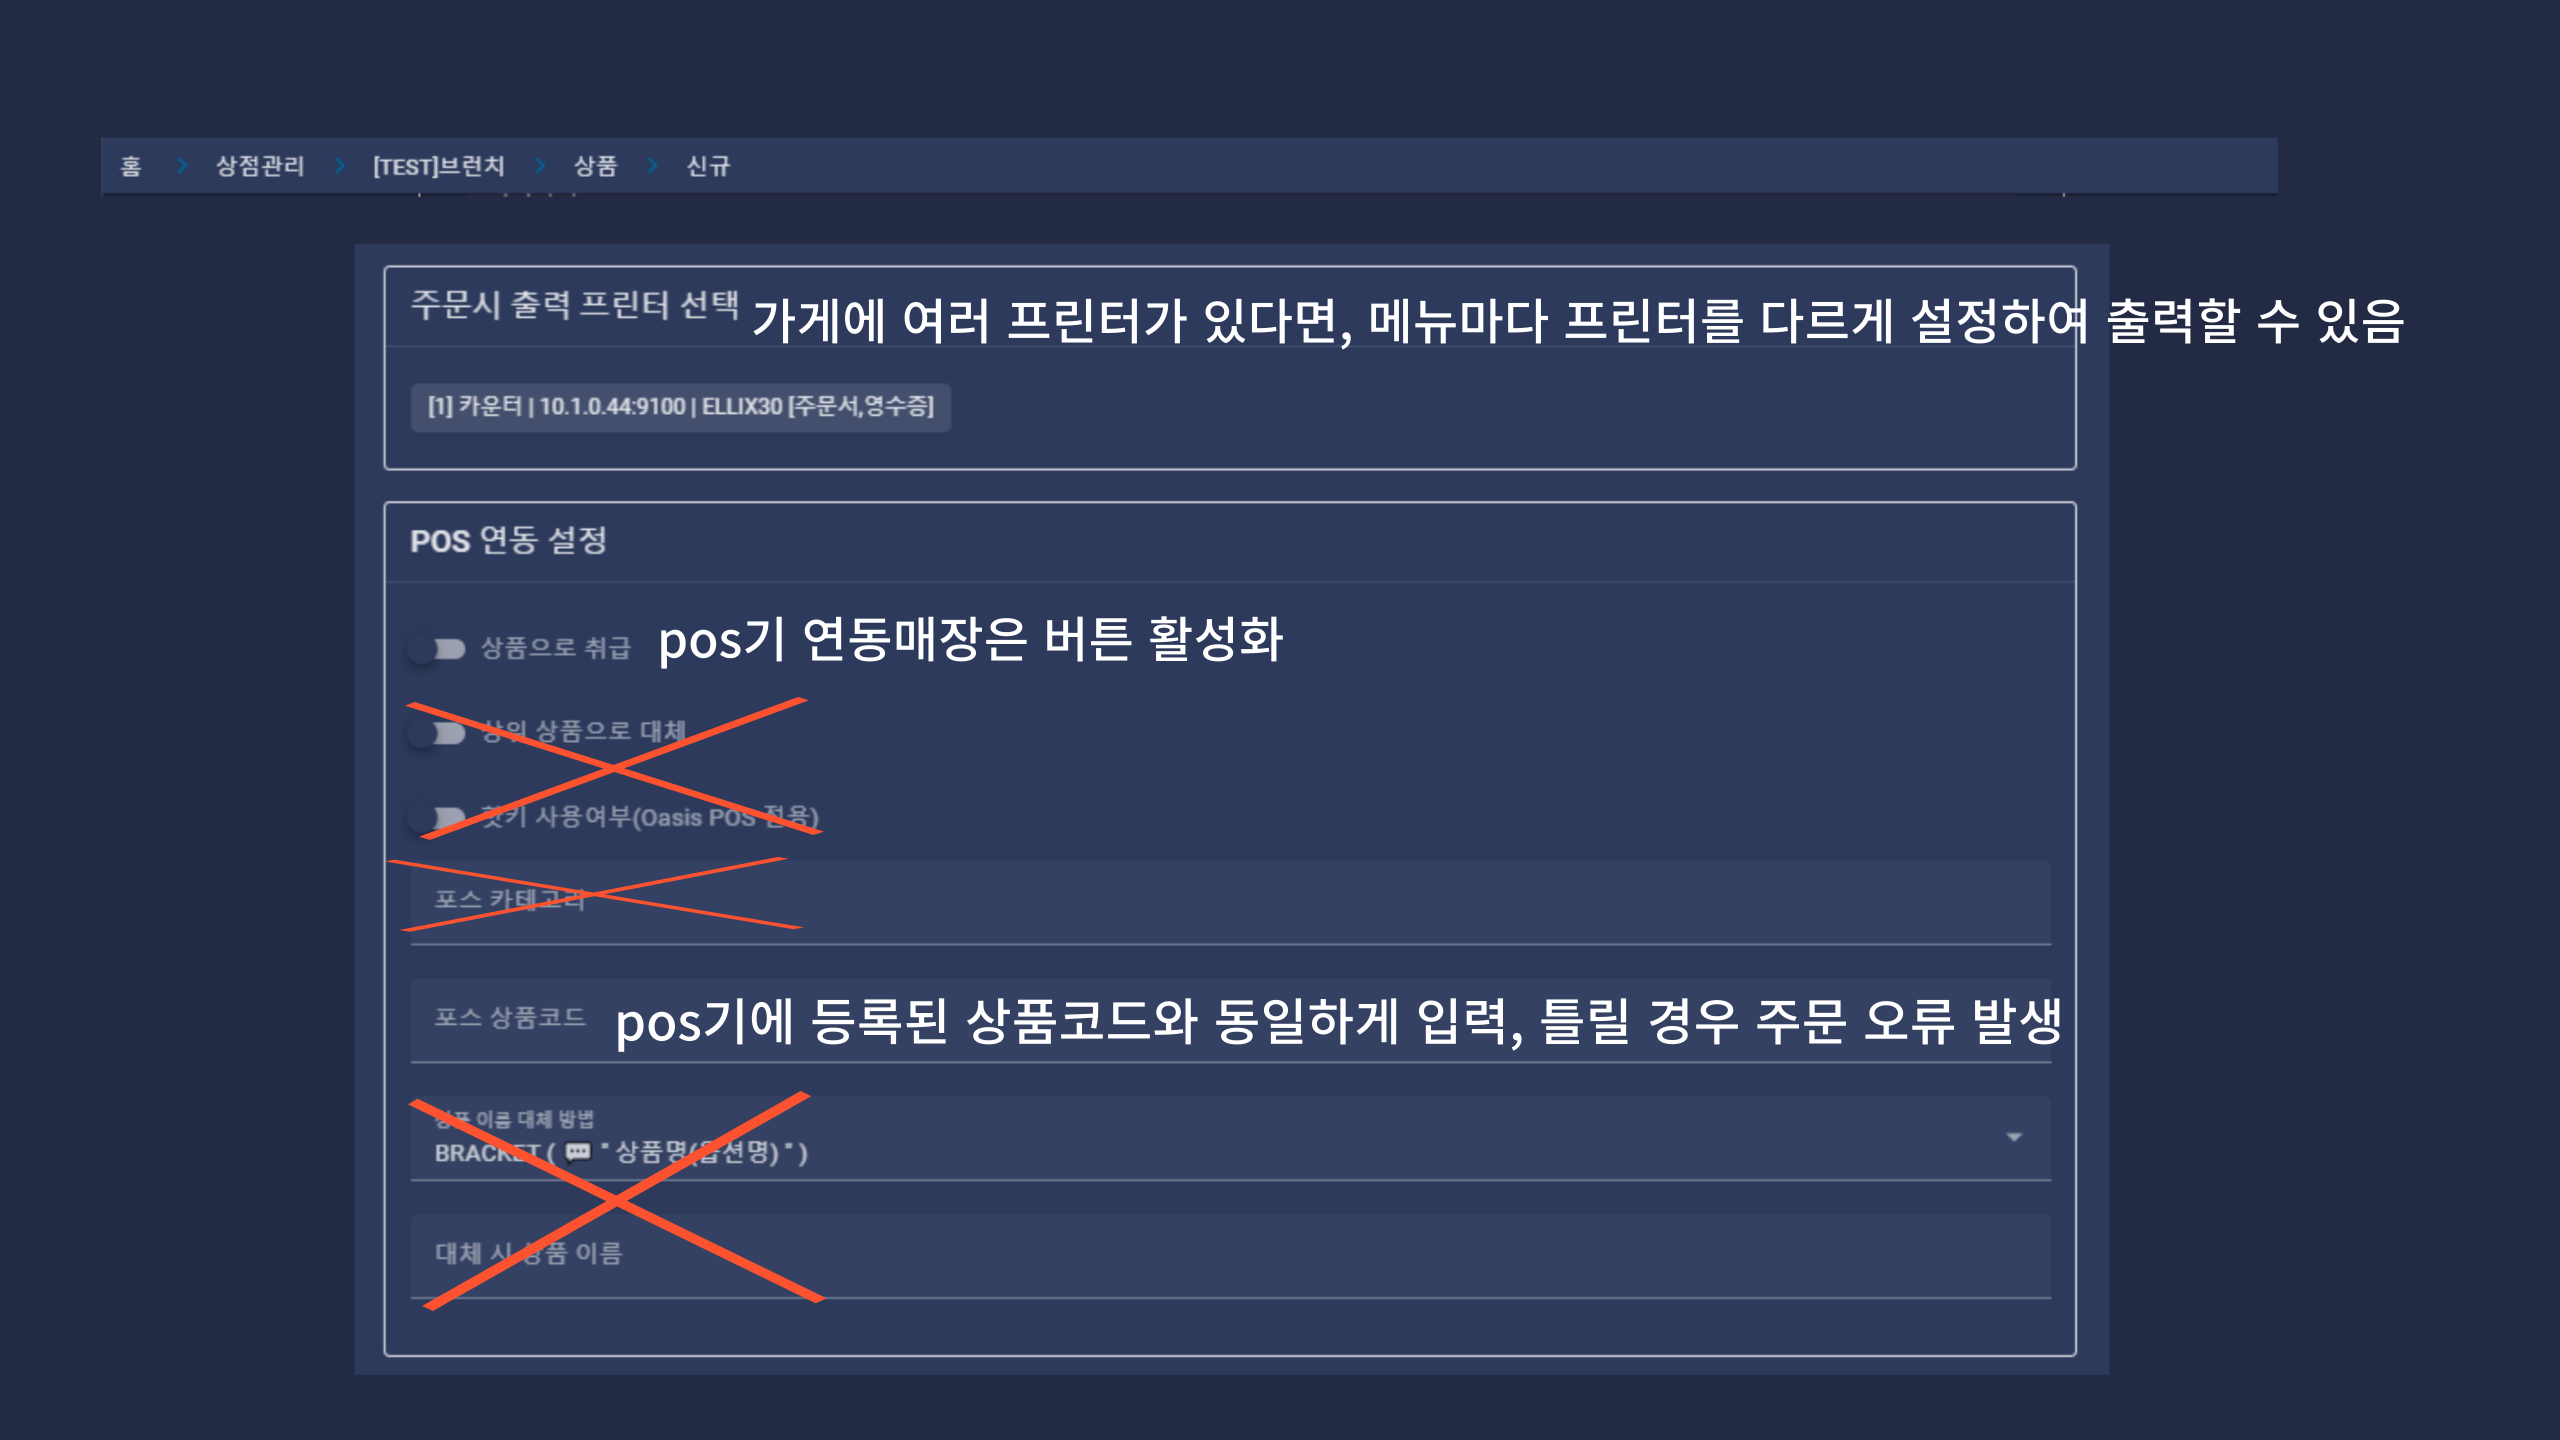 홈 > 상점관리 > [TEST]브런치 > 상품 > 신규
주문시 출력 프린터 선택 가게에 여러 프린터가 있다면, 메뉴마다 프린터를 다르게 설정하여 출력할 수 있음
[1] 카운터 | 10.1.0.44:9100 | ELLIX30 [주문서,영수증]
POS 연동 설정
상품으로 취급 pos기 연동매장은 버튼 활성화
상위 상품으로 대체
핫키 사용여부(Oasis POS 전용)
포스 카테고리
포스 상품코드 pos기에 등록된 상품코드와 동일하게 입력, 틀릴 경우 주문 오류 발생
상품 이름 대체 방법
BRACKET ( 💬 " 상품명(옵션명) " )
대체 시 상품 이름